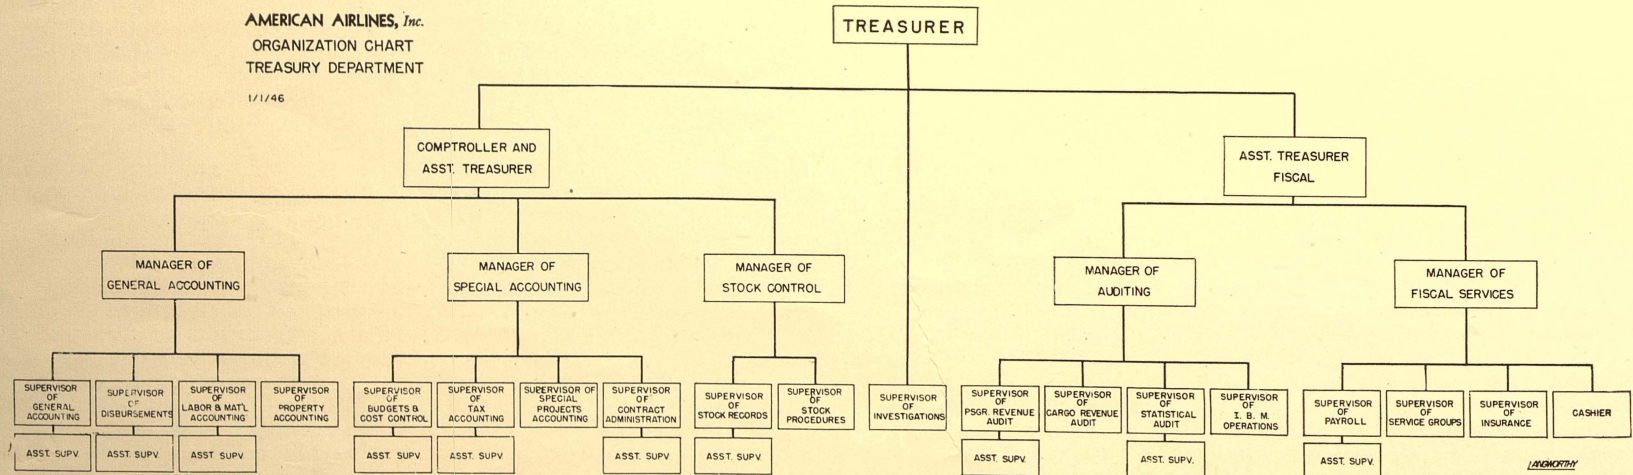 AMERICAN AIRLINES, Inc.
ORGANIZATION CHART
TREASURY DEPARTMENT
1/1/46
TREASURER
COMPTROLLER AND
ASST. TREASURER
ASST. TREASURER
FISCAL
MANAGER OF
GENERAL ACCOUNTING
MANAGER OF
SPECIAL ACCOUNTING
MANAGER OF
STOCK CONTROL
MANAGER OF
AUDITING
MANAGER OF
FISCAL SERVICES
SUPERVISOR
OF
GENERAL
ACCOUNTING
SUPERVISOR
OF
DISBURSEMENTS
SUPERVISOR
OF
LABOR & MAT'L
ACCOUNTING
SUPERVISOR
OF
PROPERTY
ACCOUNTING
SUPERVISOR
OF
BUDGETS &
COST CONTROL
SUPERVISOR
OF
TAX
ACCOUNTING
SUPERVISOR OF
SPECIAL
PROJECTS
ACCOUNTING
SUPERVISOR
OF
CONTRACT
ADMINISTRATION
SUPERVISOR
OF
STOCK RECORDS
SUPERVISOR
OF
STOCK
PROCEDURES
SUPERVISOR
OF
INVESTIGATIONS
SUPERVISOR
OF
PSGR. REVENUE
AUDIT
SUPERVISOR
OF
CARGO REVENUE
AUDIT
SUPERVISOR
OF
STATISTICAL
AUDIT
SUPERVISOR
OF
I. B. M.
OPERATIONS
SUPERVISOR
OF
PAYROLL
SUPERVISOR
OF
SERVICE GROUPS
SUPERVISOR
OF
INSURANCE
CASHIER
ASST. SUPV.
ASST. SUPV.
ASST SUPV.
ASST. SUPV.
ASST. SUPV.
ASST. SUPV.
ASST. SUPV.
ASST. SUPV.
ASST. SUPV.
ASST. SUPV.
LANGWORTHY